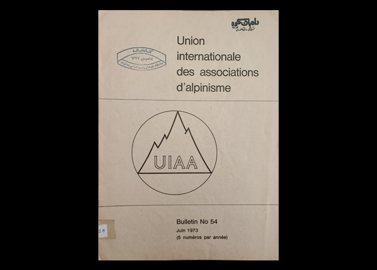 Union
internationale
des associations
d'alpinisme
UIAA
Bulletin No 54
Juin 1973
(5 numéros par année)